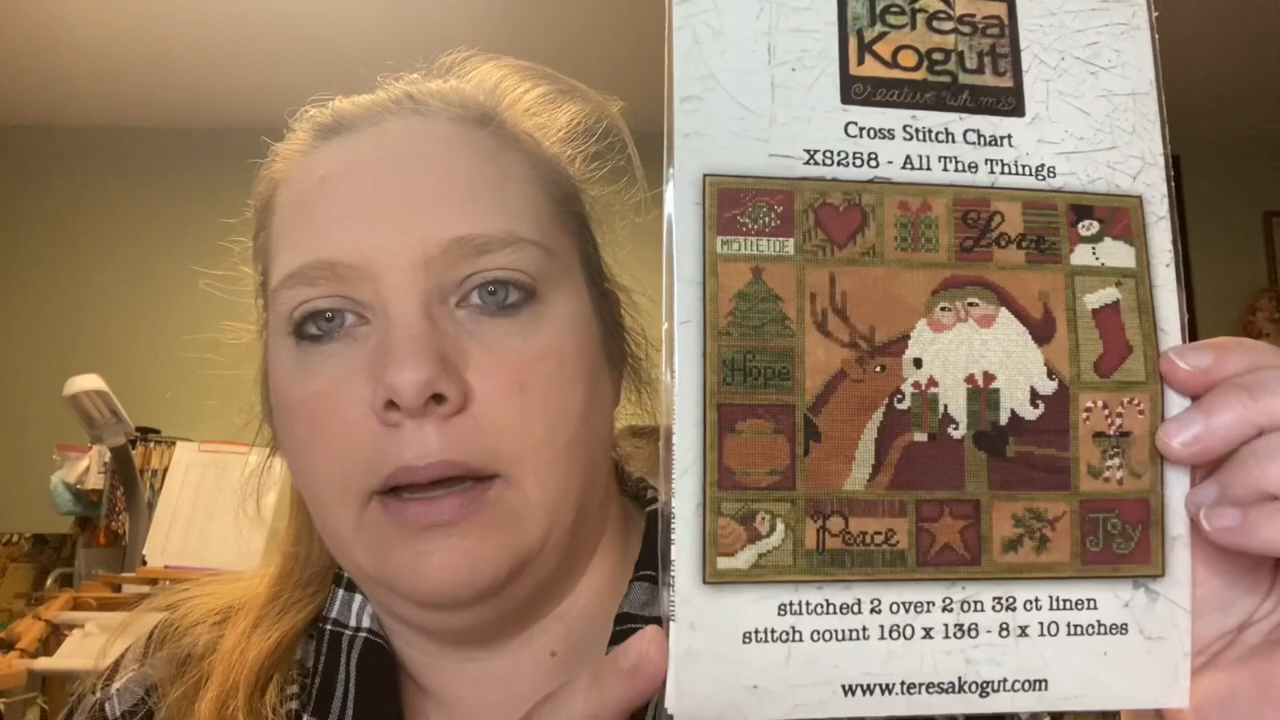 Teresa
Kogut
Creative Whims
Cross Stitch Chart
XS258 - All The Things
MISTLETOE
Love
Hope
Peace
Joy
stitched 2 over 2 on 32 ct linen
stitch count 160 x 136 - 8 x 10 inches
www.teresakogut.com